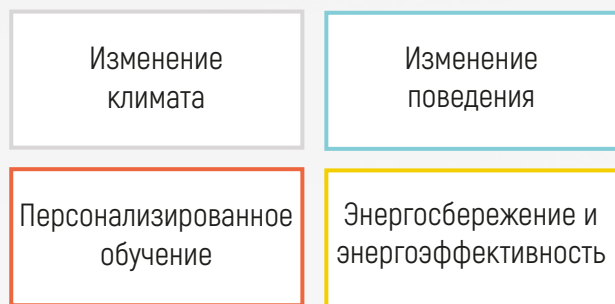 Изменение
климата
Изменение
поведения
Персонализированное
обучение
Энергосбережение и
энергоэффективность